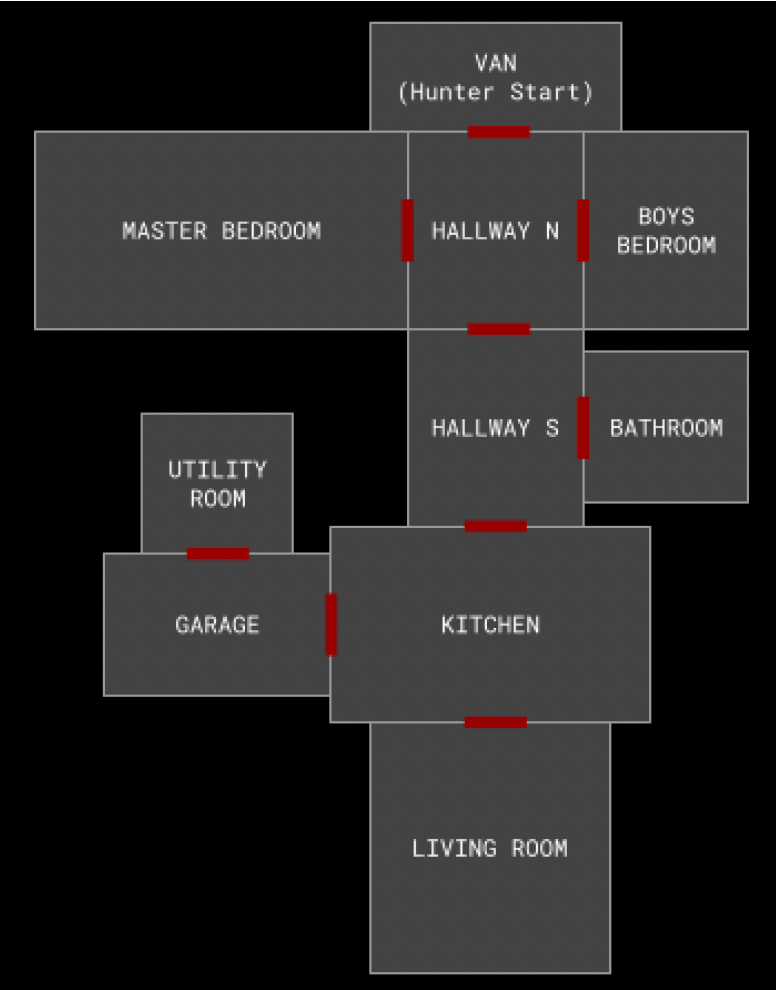 VAN
(Hunter Start)
MASTER BEDROOM
HALLWAY N
BOYS
BEDROOM
HALLWAY S
BATHROOM
UTILITY
ROOM
GARAGE
KITCHEN
LIVING ROOM